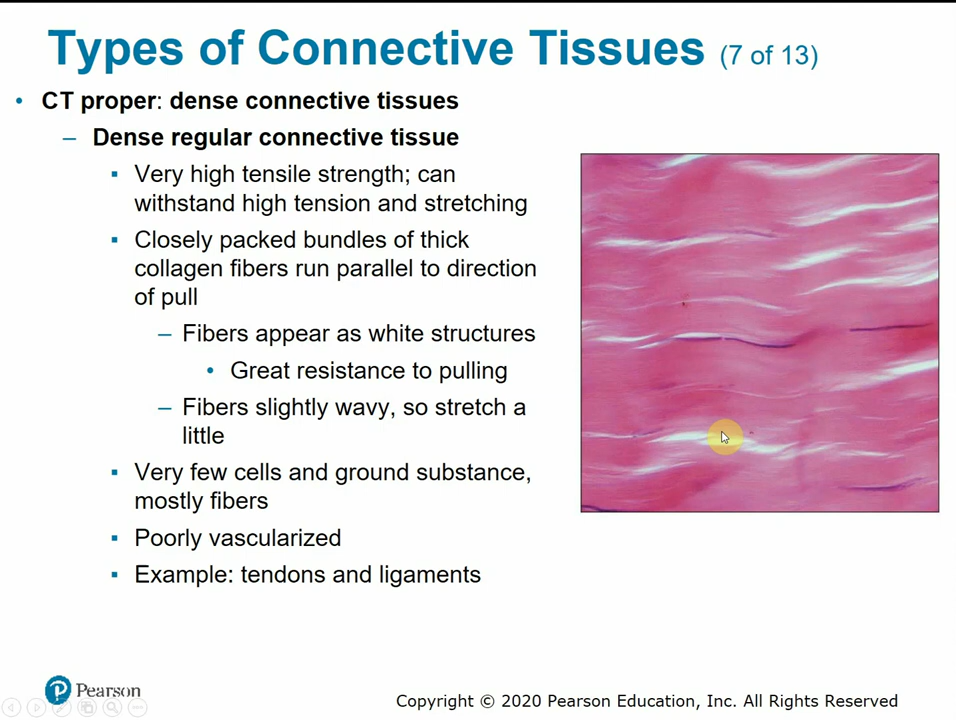 Types of Connective Tissues (7 of 13)
• CT proper: dense connective tissues
– Dense regular connective tissue
▪ Very high tensile strength; can
withstand high tension and stretching
▪ Closely packed bundles of thick
collagen fibers run parallel to direction
of pull
– Fibers appear as white structures
• Great resistance to pulling
– Fibers slightly wavy, so stretch a
little
▪ Very few cells and ground substance,
mostly fibers
▪ Poorly vascularized
▪ Example: tendons and ligaments
P Pearson
Copyright © 2020 Pearson Education, Inc. All Rights Reserved